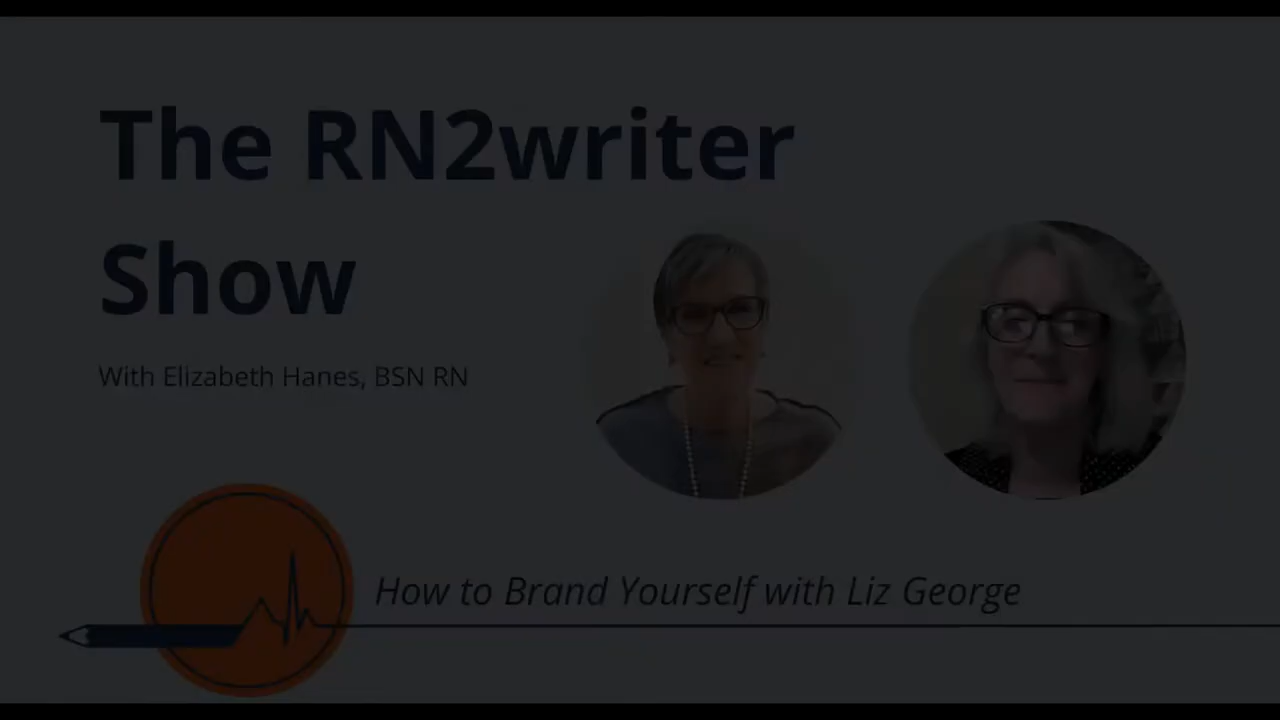 The RN2writer
Show
With Elizabeth Hanes, BSN RN
How to Brand Yourself with Liz George